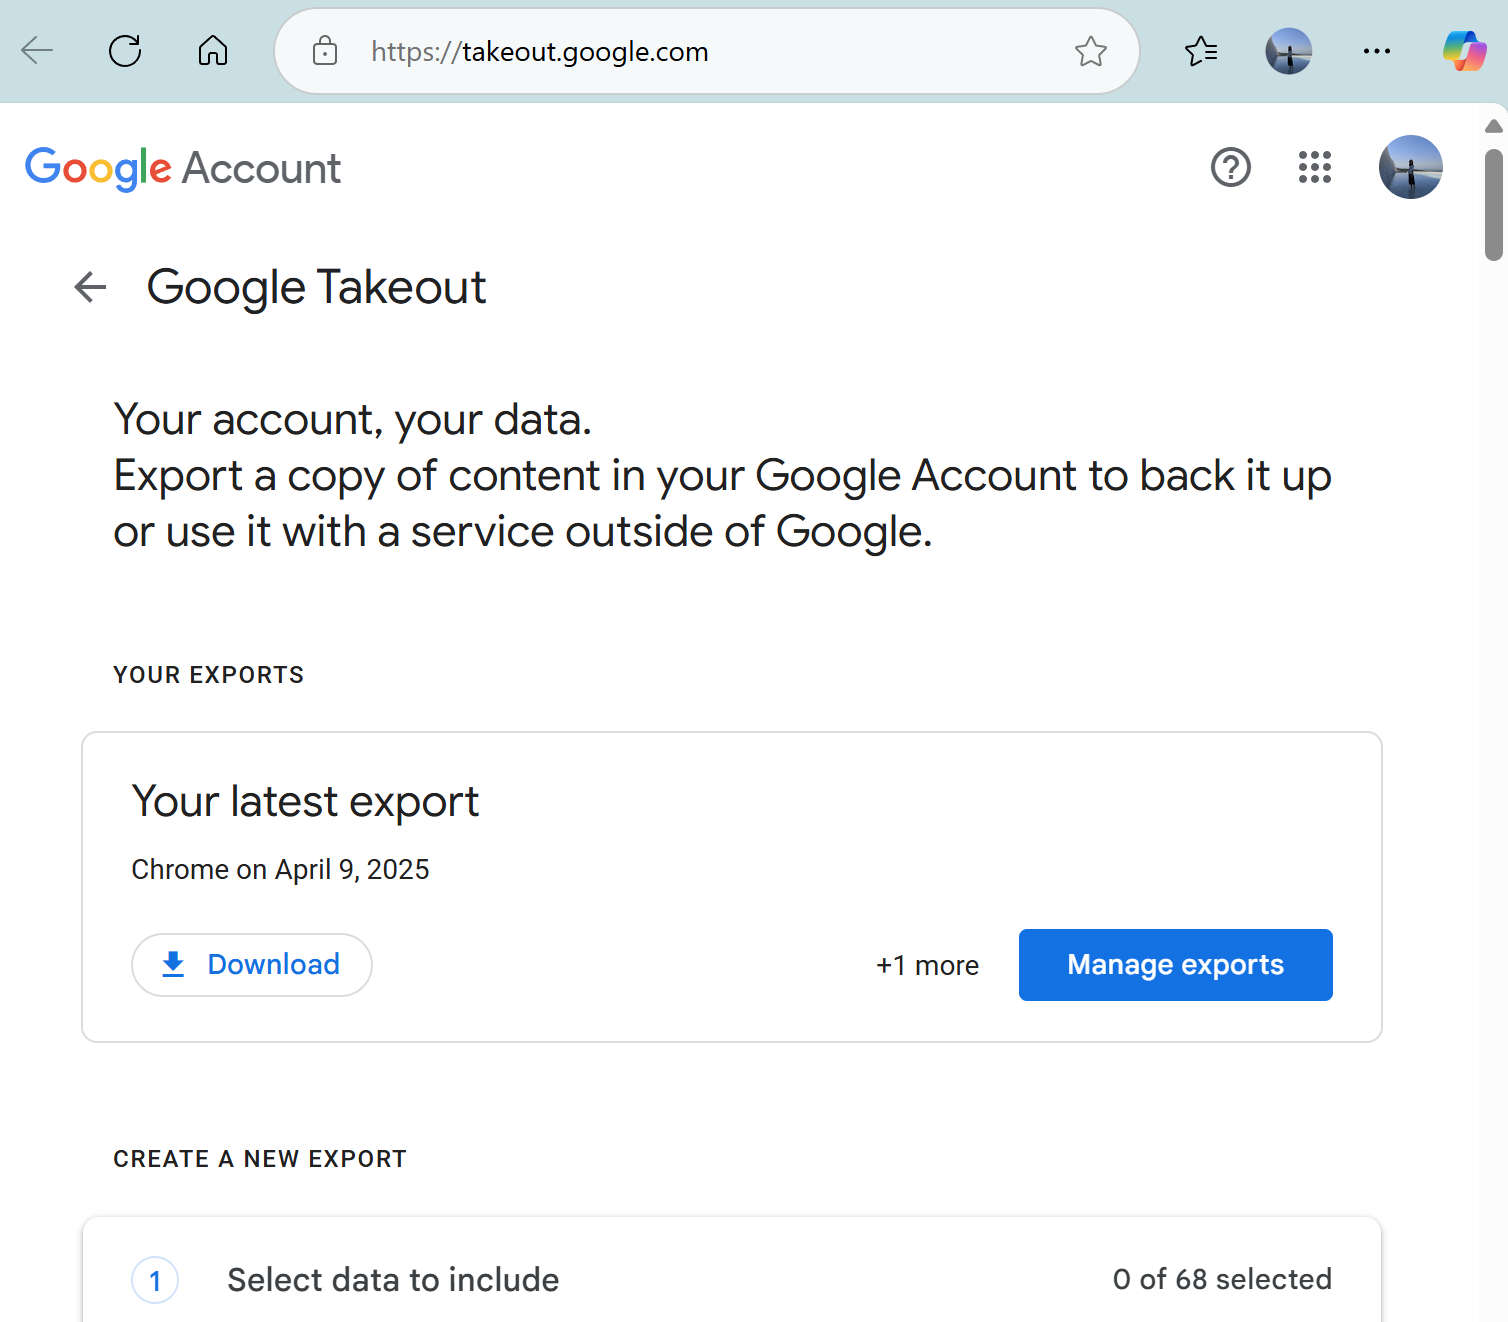 https://takeout.google.com
Google Account
Google Takeout
Your account, your data.
Export a copy of content in your Google Account to back it up
or use it with a service outside of Google.
YOUR EXPORTS
Your latest export
Chrome on April 9, 2025
Download
+1 more
Manage exports
CREATE A NEW EXPORT
1
Select data to include
0 of 68 selected